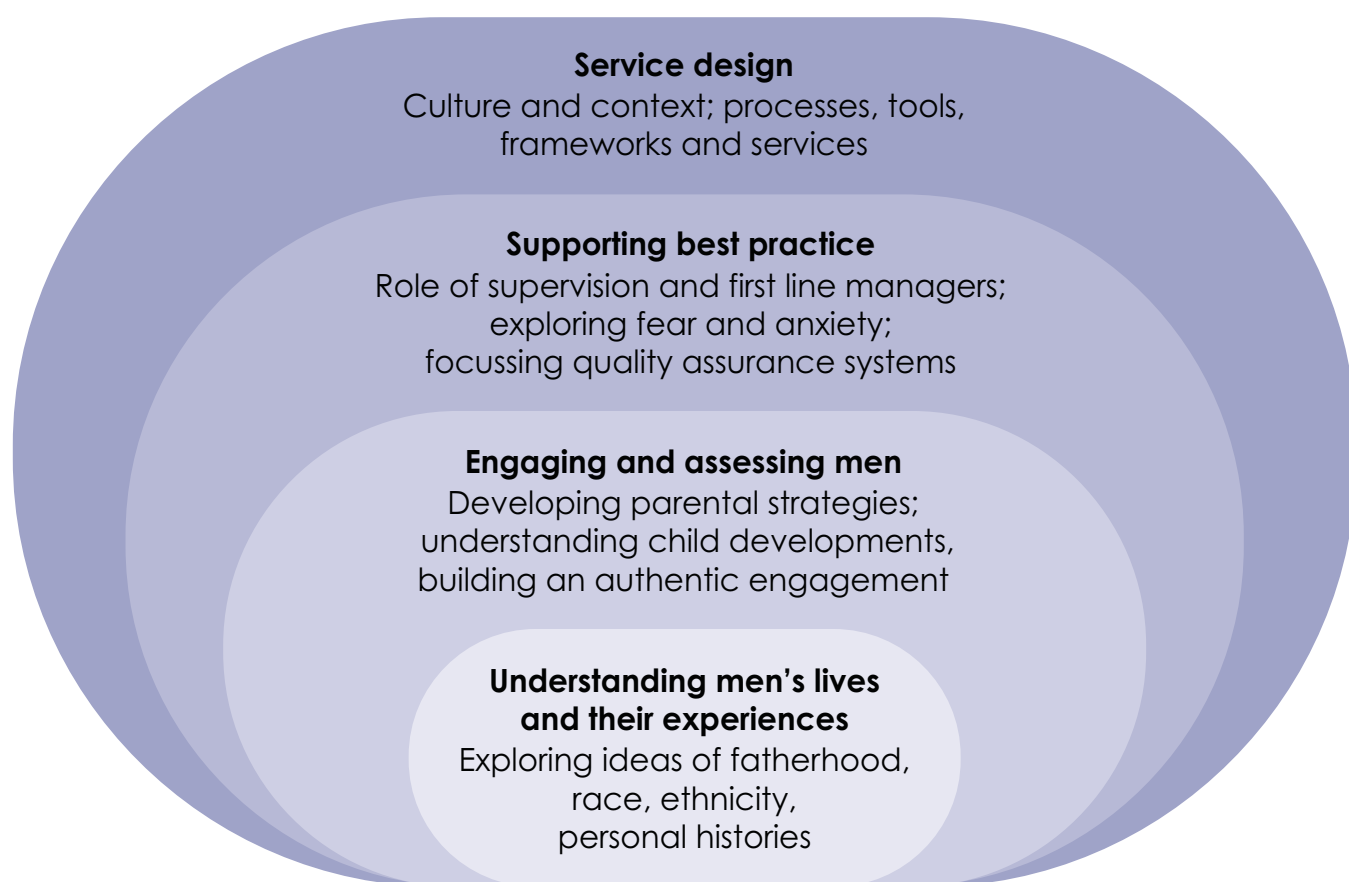 Service design
Culture and context; processes, tools,
frameworks and services
Supporting best practice
Role of supervision and first line managers;
exploring fear and anxiety;
focussing quality assurance systems
Engaging and assessing men
Developing parental strategies;
understanding child developments,
building an authentic engagement
Understanding men’s lives
and their experiences
Exploring ideas of fatherhood,
race, ethnicity,
personal histories